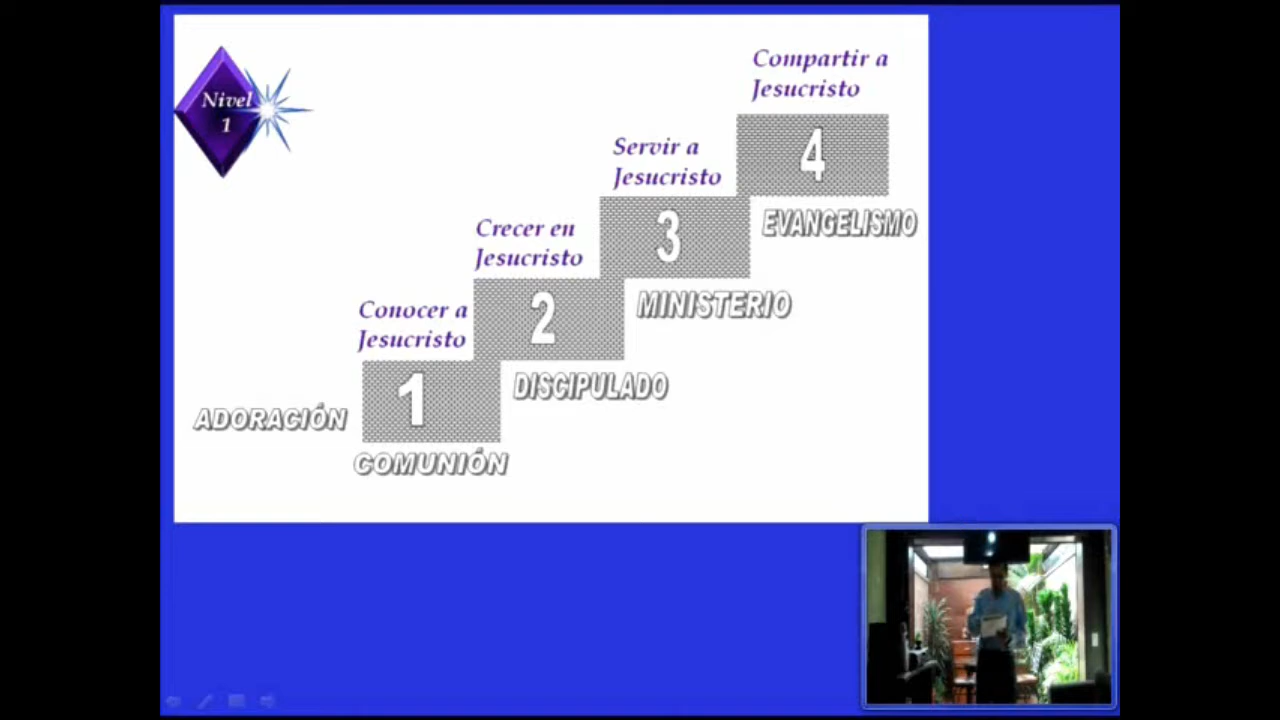 Nivel
1
Compartir a
Jesucristo
4
EVANGELISMO
Servir a
Jesucristo
3
MINISTERIO
Crecer en
Jesucristo
2
DISCIPULADO
Conocer a
Jesucristo
1
ADORACIÓN
COMUNIÓN